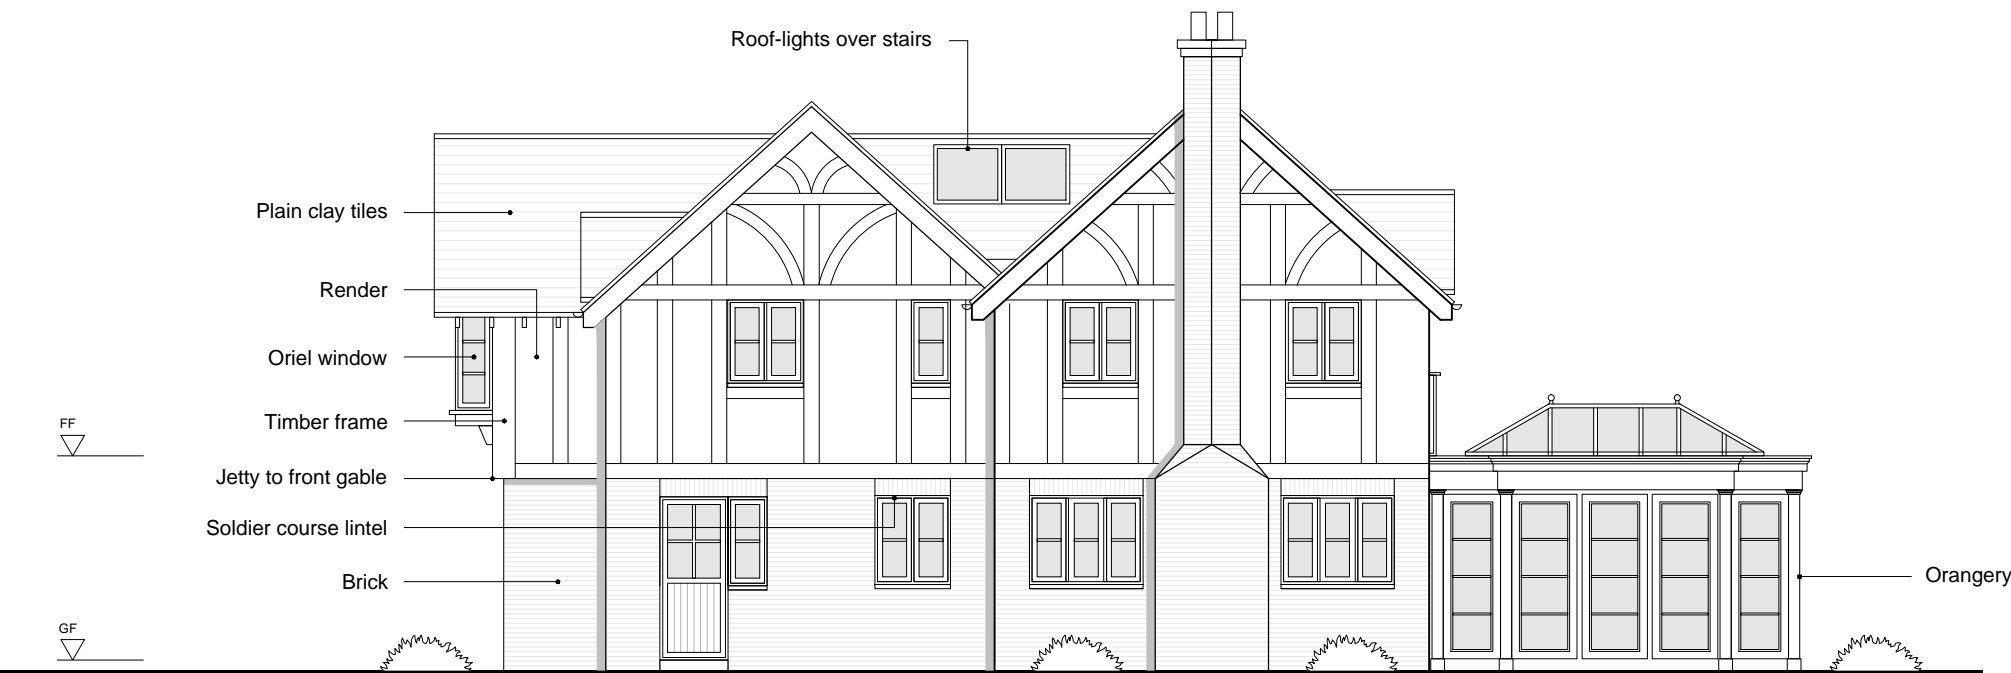 Roof-lights over stairs
Plain clay tiles
Render
Oriel window
Timber frame
FF
Jetty to front gable
Soldier course lintel
Brick
Orangery
GF